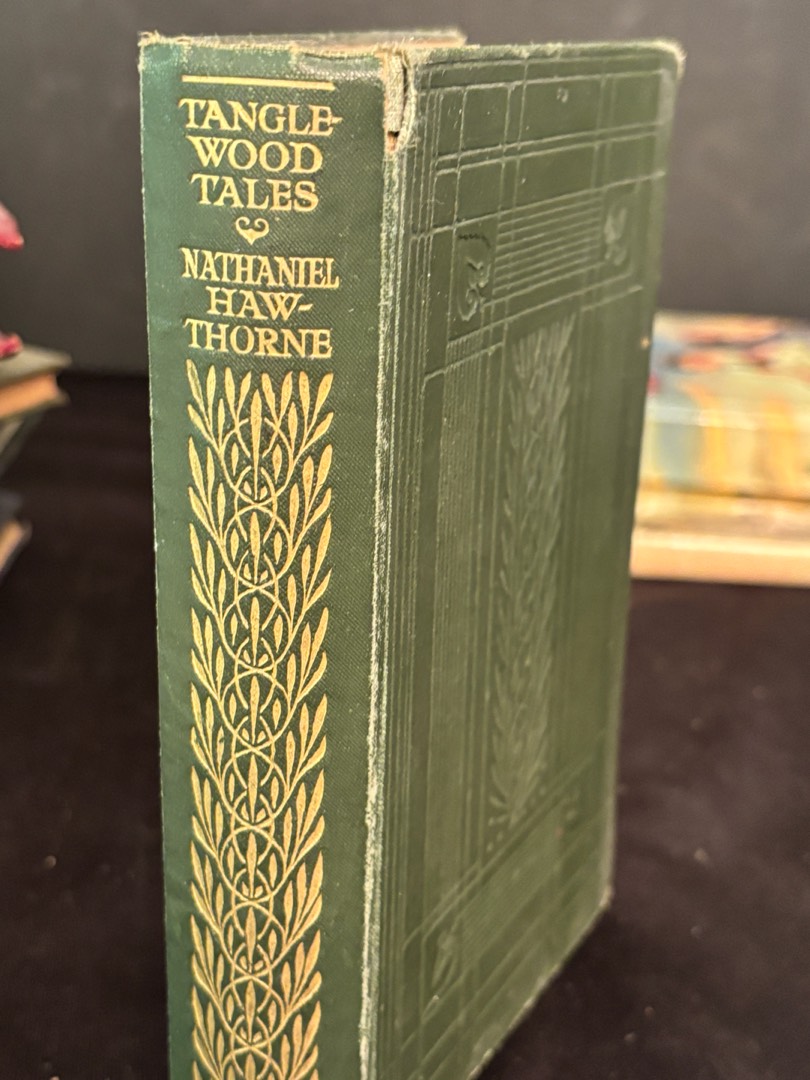 TANGLE-
WOOD
TALES
NATHANIEL
HAW-
THORNE